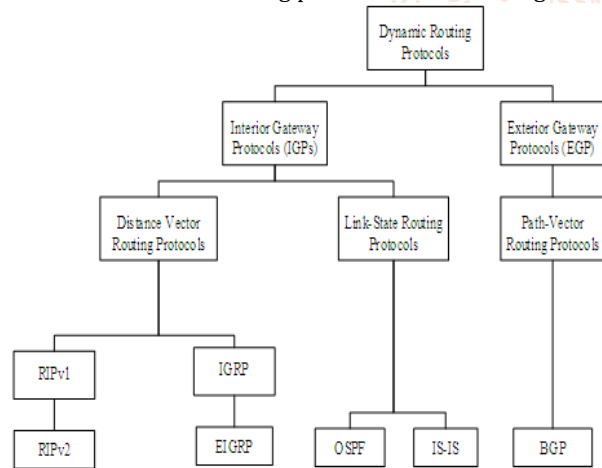 Dynamic Routing
Protocols
Interior Gateway
Protocols (IGPs)
Exterior Gateway
Protocols (EGP)
Distance Vector
Routing Protocols
Link-State Routing
Protocols
Path-Vector
Routing Protocols
RIPv1
IGRP
RIPv2
EIGRP
OSPF
IS-IS
BGP